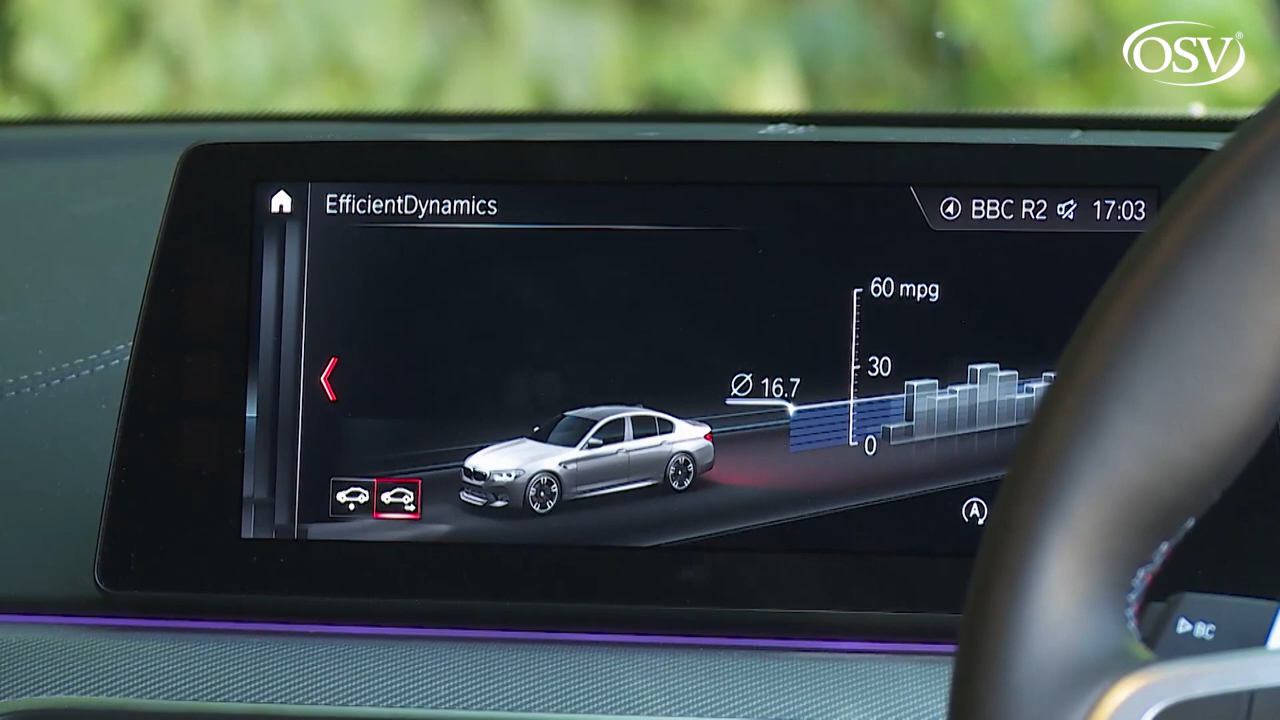 OSV®
EfficientDynamics
BBC R2 17:03
60 mpg
30
Ø 16.7
0
A
BC